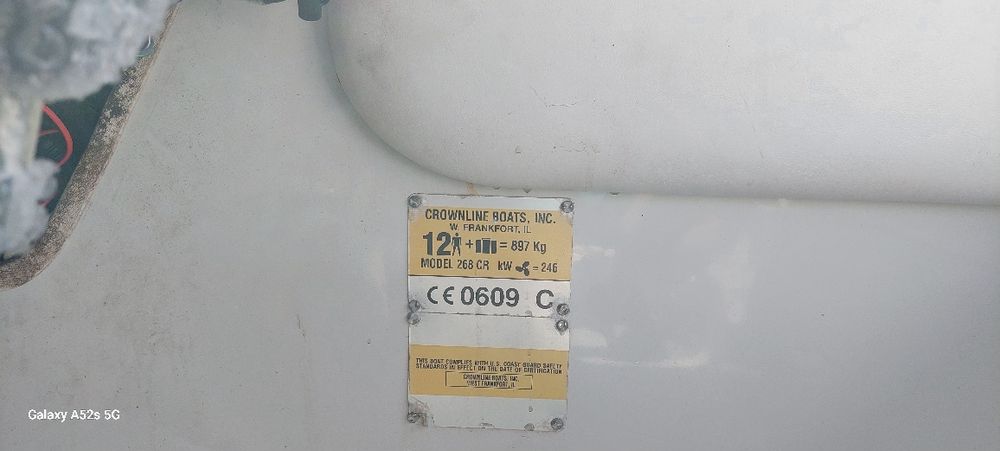 CROWNLINE BOATS, INC.
W. FRANKFORT, IL
12 + = 897 Kg
MODEL 268 CR kW = 246
CE 0609 C
THIS BOAT COMPLIES WITH U.S. COAST GUARD SAFETY
STANDARDS IN EFFECT ON THE DATE OF CERTIFICATION
CROWNLINE BOATS, INC.
WEST FRANKFORT, IL
Galaxy A52s 5G